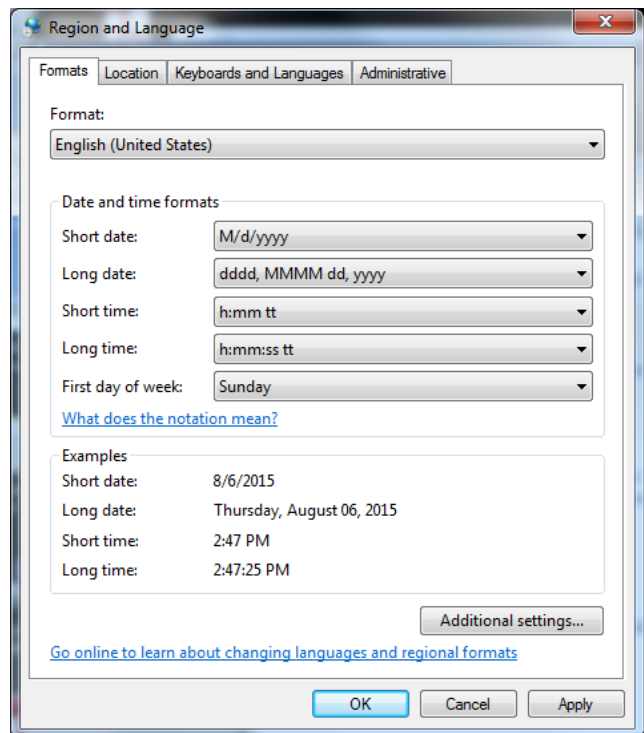 Region and Language
Formats Location Keyboards and Languages Administrative
Format:
English (United States)
Date and time formats
Short date: M/d/yyyy
Long date: dddd, MMMM dd, yyyy
Short time: h:mm tt
Long time: h:mm:ss tt
First day of week: Sunday
What does the notation mean?
Examples
Short date: 8/6/2015
Long date: Thursday, August 06, 2015
Short time: 2:47 PM
Long time: 2:47:25 PM
Additional settings...
Go online to learn about changing languages and regional formats
OK Cancel Apply